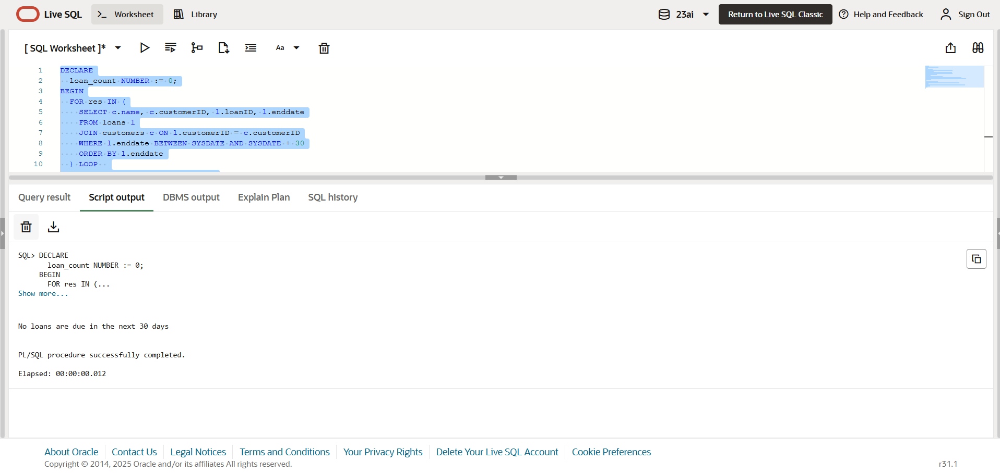 Live SQL
Worksheet
Library
23ai
Return to Live SQL Classic
Help and Feedback
Sign Out
[ SQL Worksheet ]*
Aa
1 DECLARE
2   loan_count NUMBER := 0;
3 BEGIN
4   FOR res IN (
5     SELECT c.name, c.customerID, l.loanID, l.enddate
6     FROM loans l
7     JOIN customers c ON l.customerID = c.customerID
8     WHERE l.enddate BETWEEN SYSDATE AND SYSDATE + 30
9     ORDER BY l.enddate
10   ) LOOP
Query result
Script output
DBMS output
Explain Plan
SQL history
SQL> DECLARE
       loan_count NUMBER := 0;
     BEGIN
       FOR res IN (...
Show more...
No loans are due in the next 30 days
PL/SQL procedure successfully completed.
Elapsed: 00:00:00.012
About Oracle
Contact Us
Legal Notices
Terms and Conditions
Your Privacy Rights
Delete Your Live SQL Account
Cookie Preferences
Copyright © 2014, 2025 Oracle and/or its affiliates All rights reserved.
r31.1